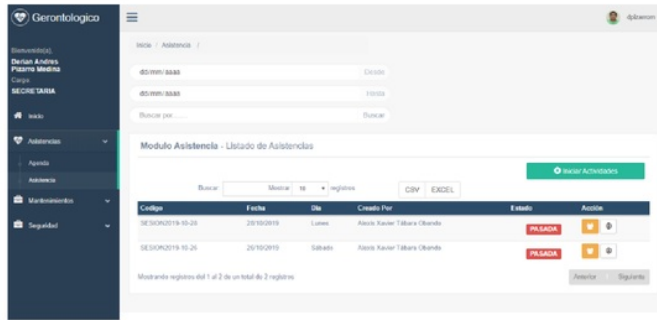 Gerontologico
Bienvenido(a),
Derian Andres
Pizarro Medina
Cargo
SECRETARIA
Inicio
Asistencias
Agenda
Asistencia
Mantenimientos
Seguridad
Inicio / Asistencia /
dd/mm/aaaa Desde
dd/mm/aaaa Hasta
Buscar por...... Buscar
Modulo Asistencia - Listado de Asistencias
Iniciar Actividades
Buscar: Mostrar 10 registros CSV EXCEL
Codigo Fecha Dia Creado Por Estado Acción
SESION2019-10-28 28/10/2019 Lunes Alexis Xavier Tábara Obando PASADA
SESION2019-10-26 26/10/2019 Sábado Alexis Xavier Tábara Obando PASADA
Mostrando registros del 1 al 2 de un total de 2 registros
Anterior Siguiente